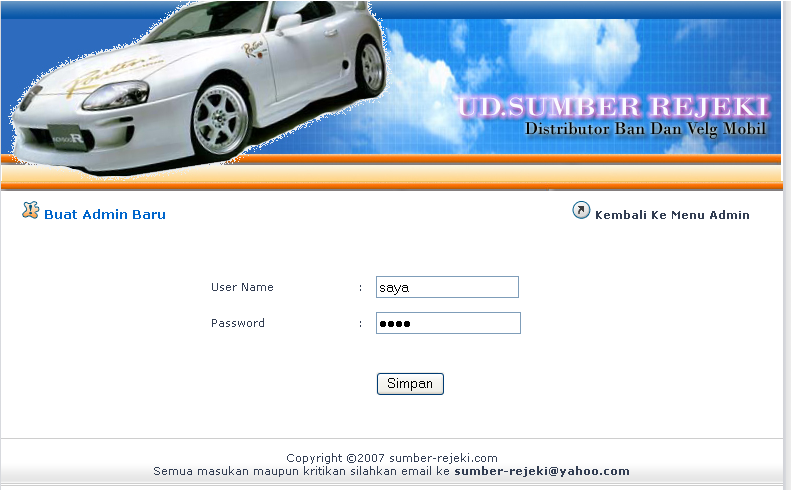 UD.SUMBER REJEKI
Distributor Ban Dan Velg Mobil
Buat Admin Baru
Kembali Ke Menu Admin
User Name : saya
Password : ●●●●
Simpan
Copyright ©2007 sumber-rejeki.com
Semua masukan maupun kritikan silahkan email ke sumber-rejeki@yahoo.com